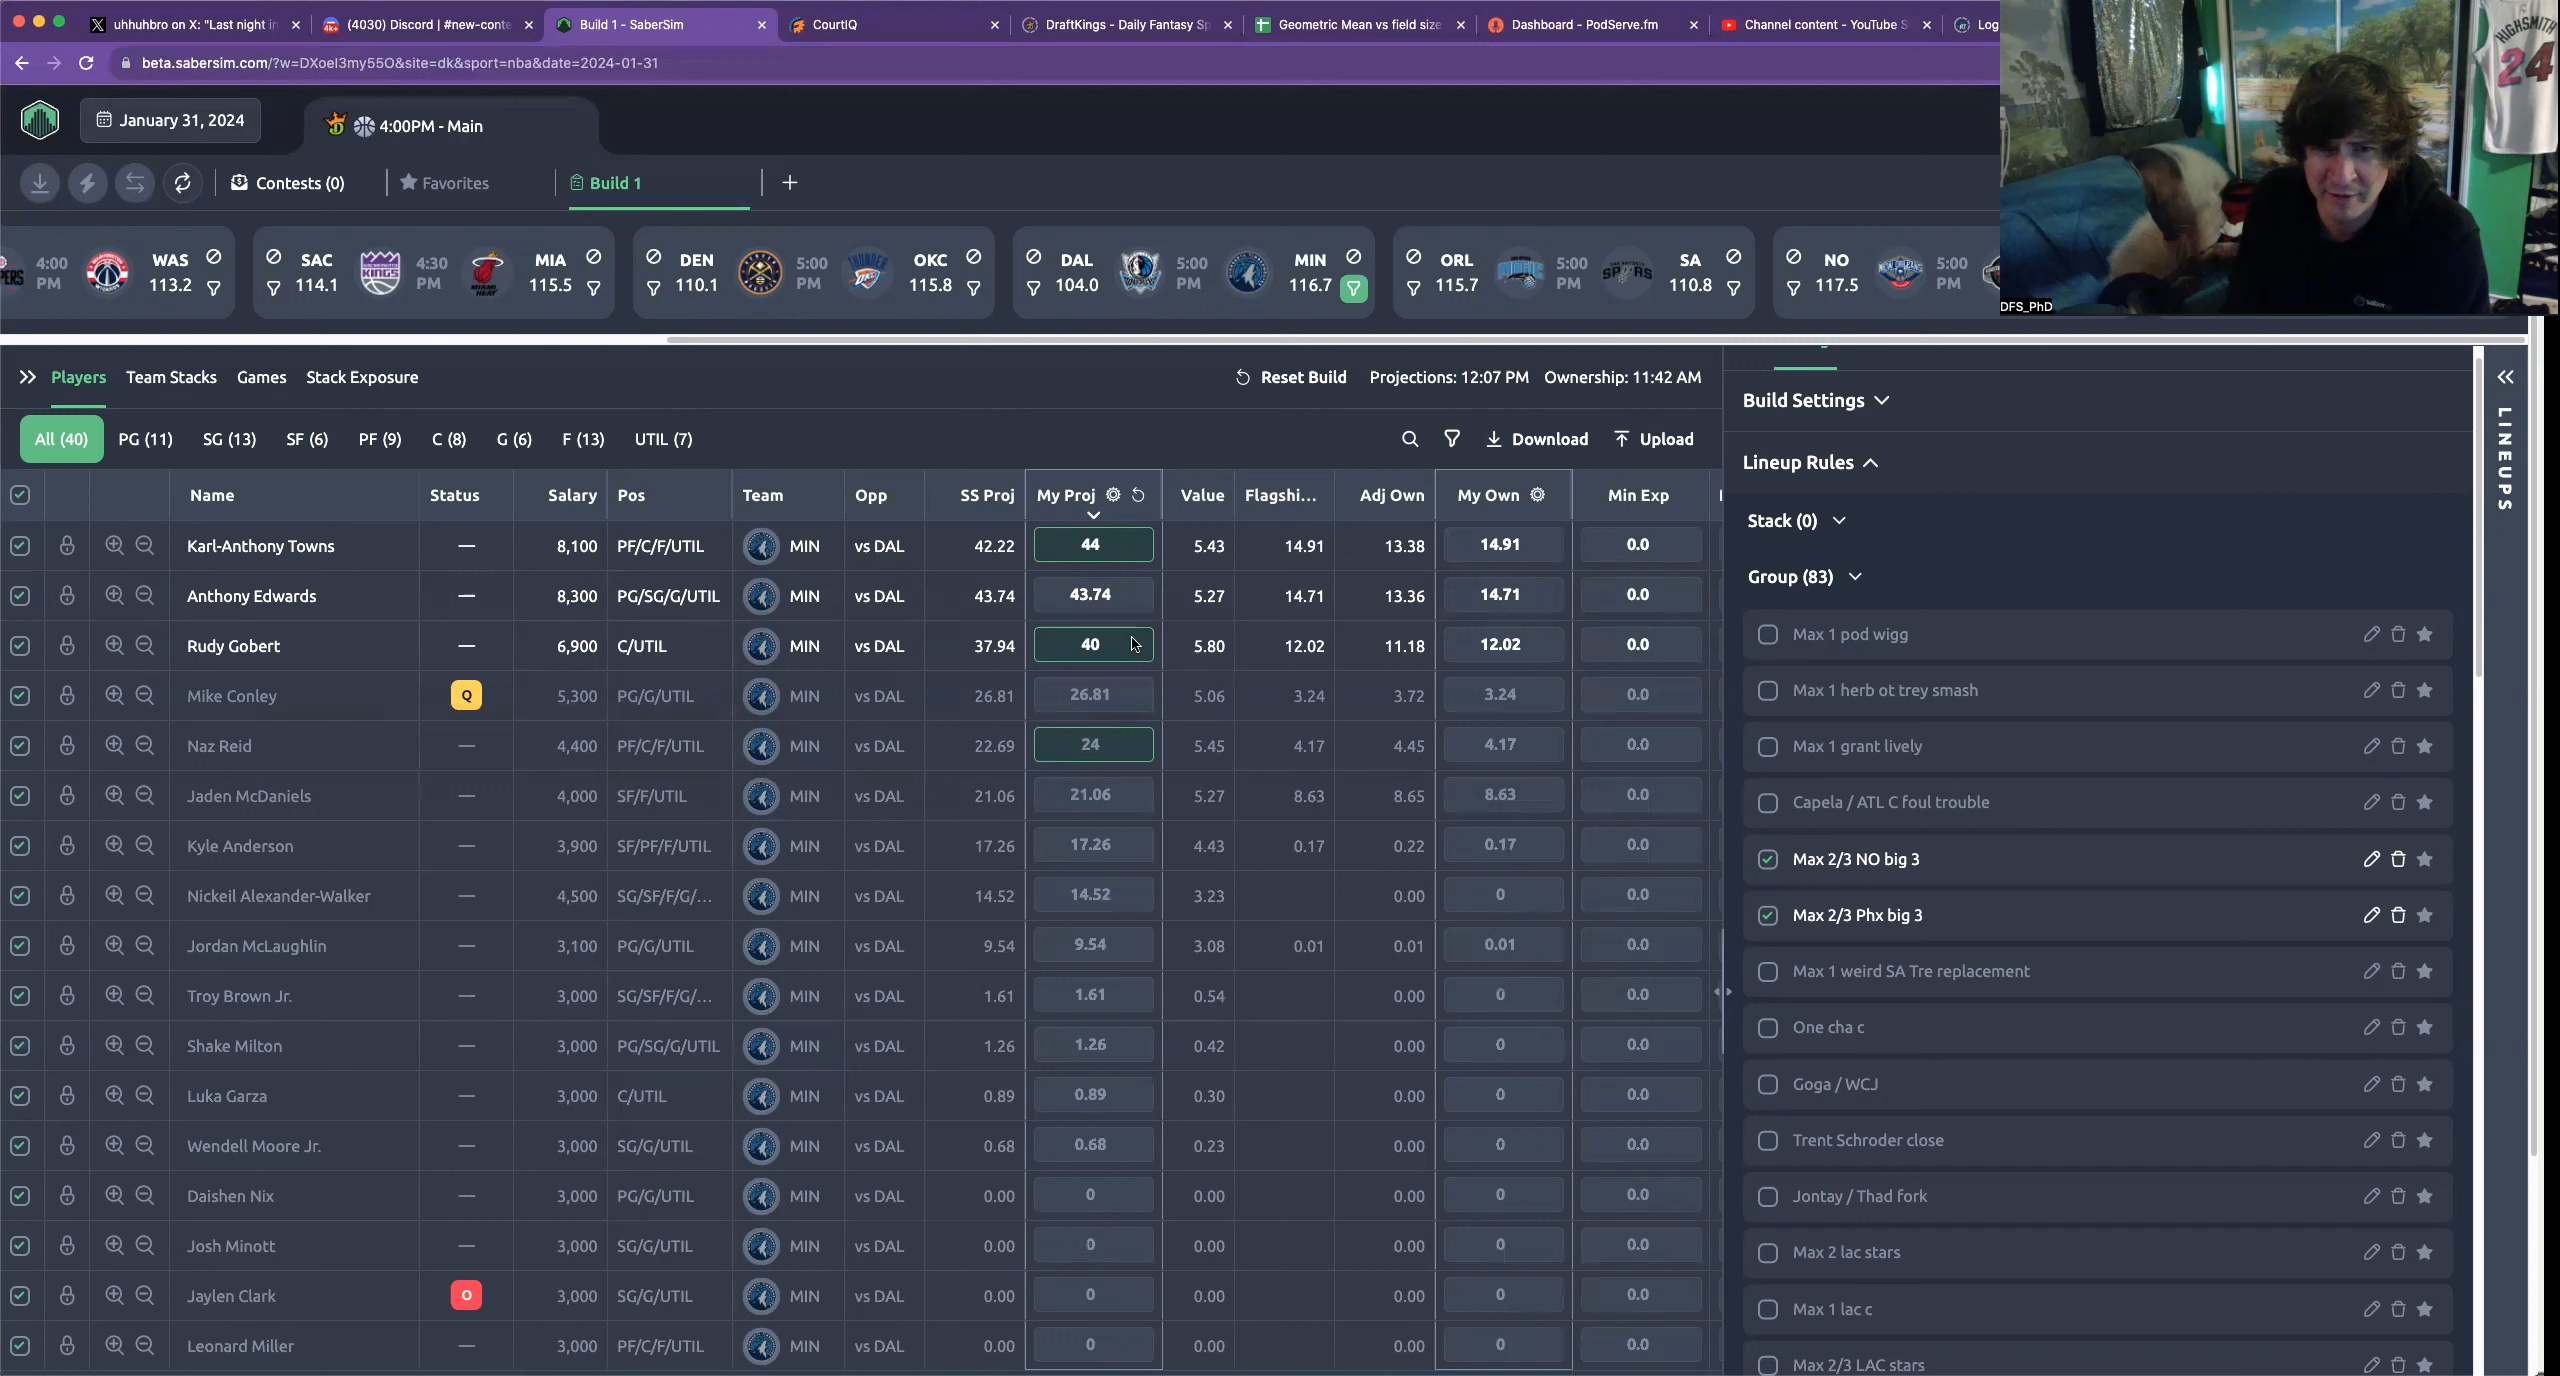 uhhuhbro on X: "Last night in
(4030) Discord | #new-conte
Build 1 - SaberSim
CourtIQ
DraftKings - Daily Fantasy Sp
Geometric Mean vs field size
Dashboard - PodServe.fm
Channel content - YouTube S
Log
beta.sabersim.com/?w=DXoeI3my55O&site=dk&sport=nba&date=2024-01-31
January 31, 2024
4:00PM - Main
Contests (0)
Favorites
Build 1
4:00 PM WAS 113.2
SAC 114.1 4:30 PM MIA 115.5
DEN 110.1 5:00 PM OKC 115.8
DAL 104.0 5:00 PM MIN 116.7
ORL 115.7 5:00 PM SA 110.8
NO 117.5 5:00 PM
HIGHSMITH
24
DFS_PhD
Players Team Stacks Games Stack Exposure
Reset Build Projections: 12:07 PM Ownership: 11:42 AM
All (40) PG (11) SG (13) SF (6) PF (9) C (8) G (6) F (13) UTIL (7)
Download Upload
Name Status Salary Pos Team Opp SS Proj My Proj Value Flagshi... Adj Own My Own Min Exp
Karl-Anthony Towns — 8,100 PF/C/F/UTIL MIN vs DAL 42.22 44 5.43 14.91 13.38 14.91 0.0
Anthony Edwards — 8,300 PG/SG/G/UTIL MIN vs DAL 43.74 43.74 5.27 14.71 13.36 14.71 0.0
Rudy Gobert — 6,900 C/UTIL MIN vs DAL 37.94 40 5.80 12.02 11.18 12.02 0.0
Mike Conley Q 5,300 PG/G/UTIL MIN vs DAL 26.81 26.81 5.06 3.24 3.72 3.24 0.0
Naz Reid — 4,400 PF/C/F/UTIL MIN vs DAL 22.69 24 5.45 4.17 4.45 4.17 0.0
Jaden McDaniels — 4,000 SF/F/UTIL MIN vs DAL 21.06 21.06 5.27 8.63 8.65 8.63 0.0
Kyle Anderson — 3,900 SF/PF/F/UTIL MIN vs DAL 17.26 17.26 4.43 0.17 0.22 0.17 0.0
Nickeil Alexander-Walker — 4,500 SG/SF/F/G/... MIN vs DAL 14.52 14.52 3.23 0.00 0 0.0
Jordan McLaughlin — 3,100 PG/G/UTIL MIN vs DAL 9.54 9.54 3.08 0.01 0.01 0.01 0.0
Troy Brown Jr. — 3,000 SG/SF/F/G/... MIN vs DAL 1.61 1.61 0.54 0.00 0 0.0
Shake Milton — 3,000 PG/SG/G/UTIL MIN vs DAL 1.26 1.26 0.42 0.00 0 0.0
Luka Garza — 3,000 C/UTIL MIN vs DAL 0.89 0.89 0.30 0.00 0 0.0
Wendell Moore Jr. — 3,000 SG/G/UTIL MIN vs DAL 0.68 0.68 0.23 0.00 0 0.0
Daishen Nix — 3,000 PG/G/UTIL MIN vs DAL 0.00 0 0.00 0.00 0 0.0
Josh Minott — 3,000 SG/G/UTIL MIN vs DAL 0.00 0 0.00 0.00 0 0.0
Jaylen Clark O 3,000 SG/G/UTIL MIN vs DAL 0.00 0 0.00 0.00 0 0.0
Leonard Miller — 3,000 PF/C/F/UTIL MIN vs DAL 0.00 0 0.00 0.00 0 0.0
Build Settings
Lineup Rules
Stack (0)
Group (83)
Max 1 pod wigg
Max 1 herb ot trey smash
Max 1 grant lively
Capela / ATL C foul trouble
Max 2/3 NO big 3
Max 2/3 Phx big 3
Max 1 weird SA Tre replacement
One cha c
Goga / WCJ
Trent Schroder close
Jontay / Thad fork
Max 2 lac stars
Max 1 lac c
Max 2/3 LAC stars
LINEUPS